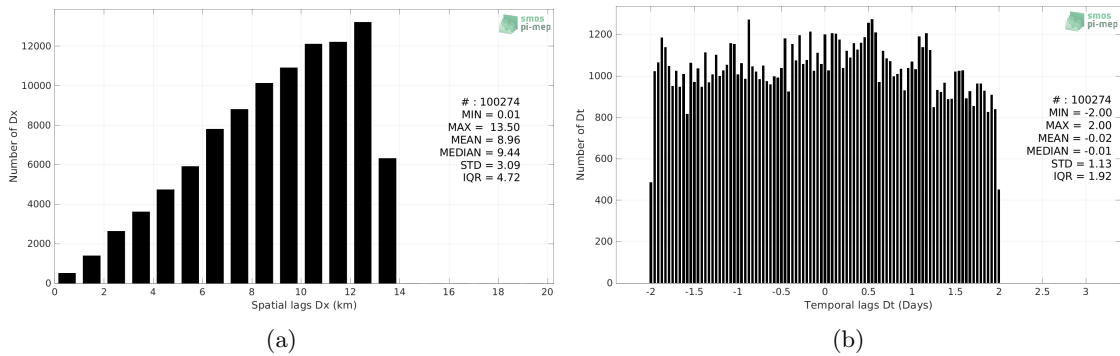 smos
pi-mep
12000
10000
8000
6000
4000
2000
0
Number of Dx
# : 100274
MIN = 0.01
MAX = 13.50
MEAN = 8.96
MEDIAN = 9.44
STD = 3.09
IQR = 4.72
0 2 4 6 8 10 12 14 16 18 20
Spatial lags Dx (km)
(a)
smos
pi-mep
1200
1000
800
600
400
200
0
Number of Dt
# : 100274
MIN = -2.00
MAX = 2.00
MEAN = -0.02
MEDIAN = -0.01
STD = 1.13
IQR = 1.92
-2 -1.5 -1 -0.5 0 0.5 1 1.5 2 2.5 3
Temporal lags Dt (Days)
(b)